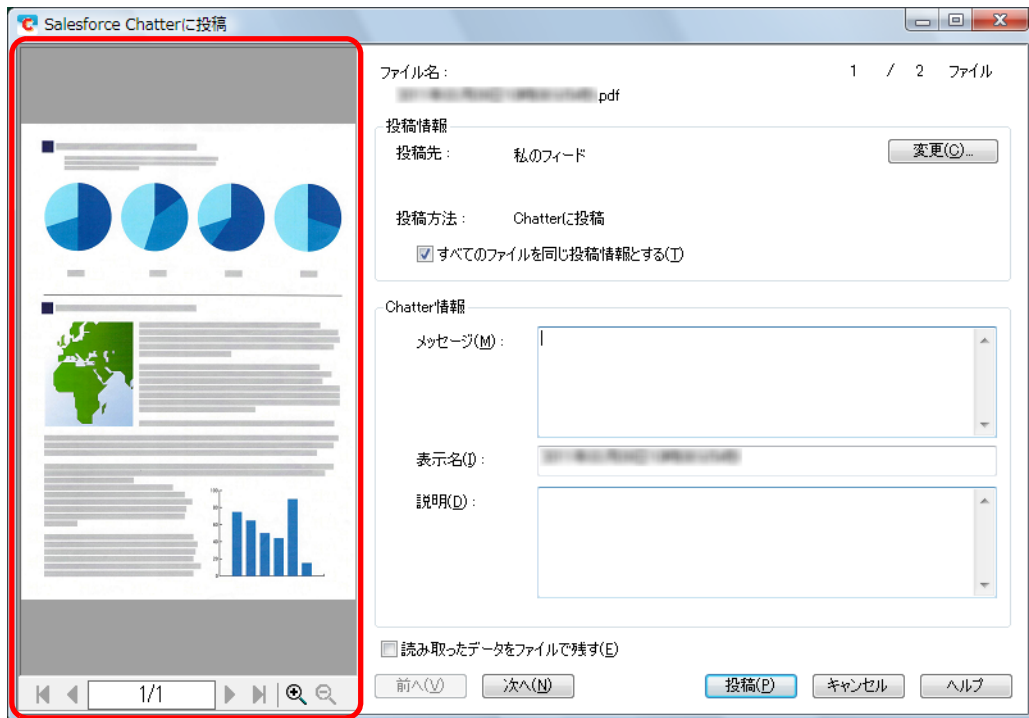 Salesforce Chatterに投稿
ファイル名：
1 / 2 ファイル
.pdf
投稿情報
投稿先： 私のフィード 変更(C)...
投稿方法： Chatterに投稿
すべてのファイルを同じ投稿情報とする(T)
Chatter情報
メッセージ(M)：
表示名(I)：
説明(D)：
読み取ったデータをファイルで残す(E)
1/1
前へ(V) 次へ(N) 投稿(P) キャンセル ヘルプ